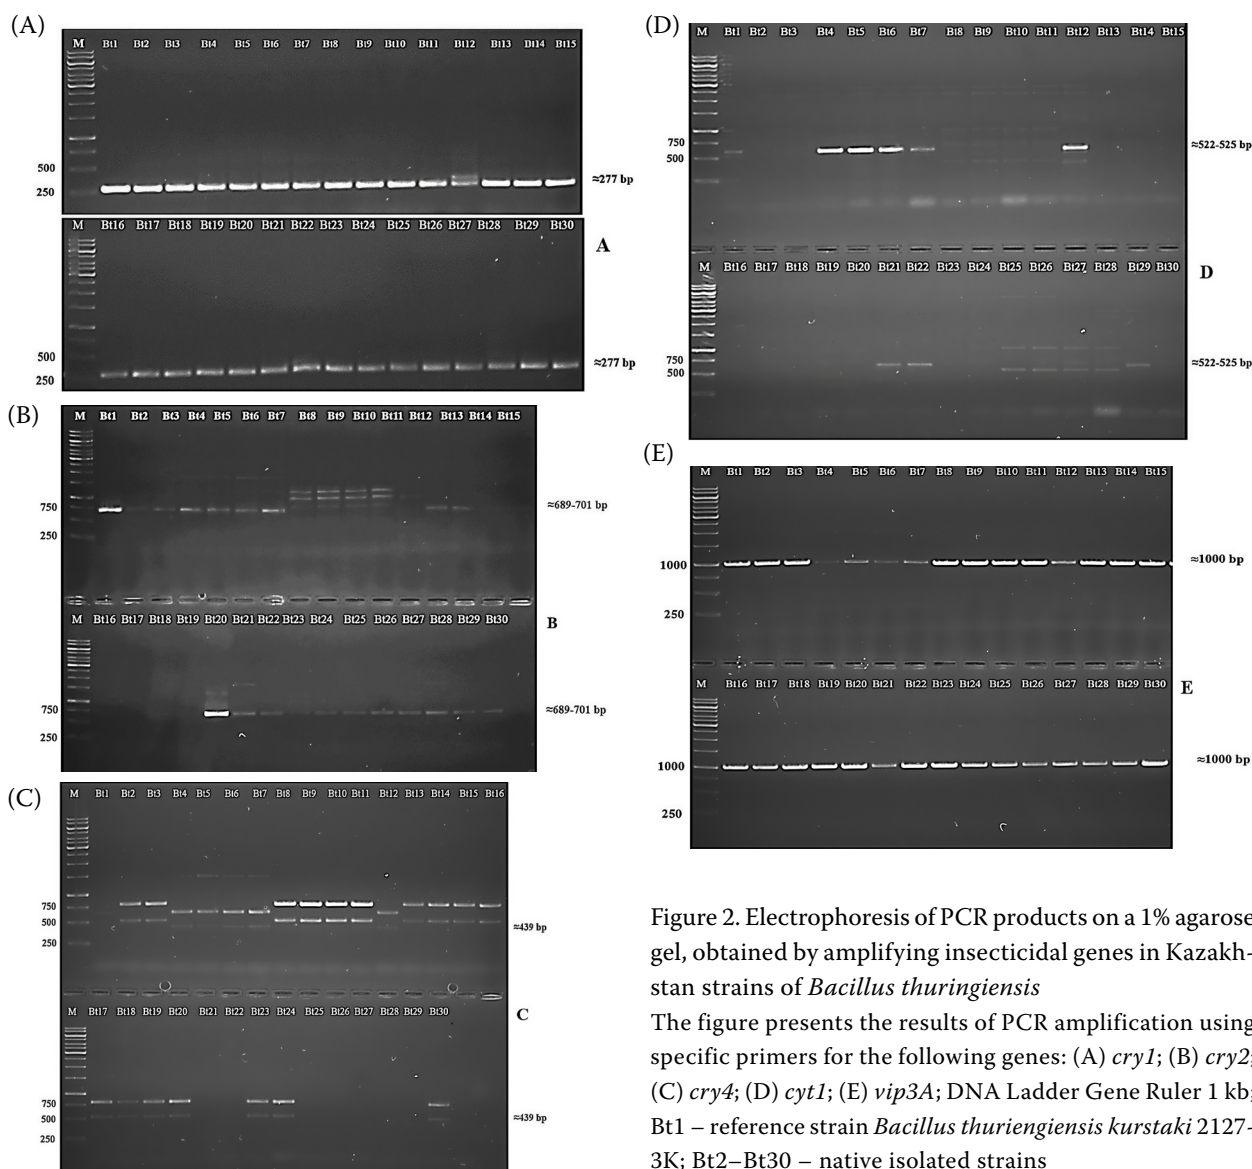 (A)
M Bt1 Bt2 Bt3 Bt4 Bt5 Bt6 Bt7 Bt8 Bt9 Bt10 Bt11 Bt12 Bt13 Bt14 Bt15
500
250
≈277 bp
M Bt16 Bt17 Bt18 Bt19 Bt20 Bt21 Bt22 Bt23 Bt24 Bt25 Bt26 Bt27 Bt28 Bt29 Bt30
A
500
250
≈277 bp
(B)
M Bt1 Bt2 Bt3 Bt4 Bt5 Bt6 Bt7 Bt8 Bt9 Bt10 Bt11 Bt12 Bt13 Bt14 Bt15
750
250
≈689-701 bp
M Bt16 Bt17 Bt18 Bt19 Bt20 Bt21 Bt22 Bt23 Bt24 Bt25 Bt26 Bt27 Bt28 Bt29 Bt30
B
750
250
≈689-701 bp
(C)
M Bt1 Bt2 Bt3 Bt4 Bt5 Bt6 Bt7 Bt8 Bt9 Bt10 Bt11 Bt12 Bt13 Bt14 Bt15 Bt16
750
500
250
≈439 bp
M Bt17 Bt18 Bt19 Bt20 Bt21 Bt22 Bt23 Bt24 Bt25 Bt26 Bt27 Bt28 Bt29 Bt30
C
750
500
250
≈439 bp
(D)
M Bt1 Bt2 Bt3 Bt4 Bt5 Bt6 Bt7 Bt8 Bt9 Bt10 Bt11 Bt12 Bt13 Bt14 Bt15
750
500
≈522-525 bp
M Bt16 Bt17 Bt18 Bt19 Bt20 Bt21 Bt22 Bt23 Bt24 Bt25 Bt26 Bt27 Bt28 Bt29 Bt30
D
750
500
≈522-525 bp
(E)
M Bt1 Bt2 Bt3 Bt4 Bt5 Bt6 Bt7 Bt8 Bt9 Bt10 Bt11 Bt12 Bt13 Bt14 Bt15
1000
250
≈1000 bp
M Bt16 Bt17 Bt18 Bt19 Bt20 Bt21 Bt22 Bt23 Bt24 Bt25 Bt26 Bt27 Bt28 Bt29 Bt30
E
1000
250
≈1000 bp
Figure 2. Electrophoresis of PCR products on a 1% agarose
gel, obtained by amplifying insecticidal genes in Kazakh-
stan strains of Bacillus thuringiensis
The figure presents the results of PCR amplification using
specific primers for the following genes: (A) cry1; (B) cry2;
(C) cry4; (D) cyt1; (E) vip3A; DNA Ladder Gene Ruler 1 kb;
Bt1 – reference strain Bacillus thuriengiensis kurstaki 2127-
3K; Bt2–Bt30 – native isolated strains